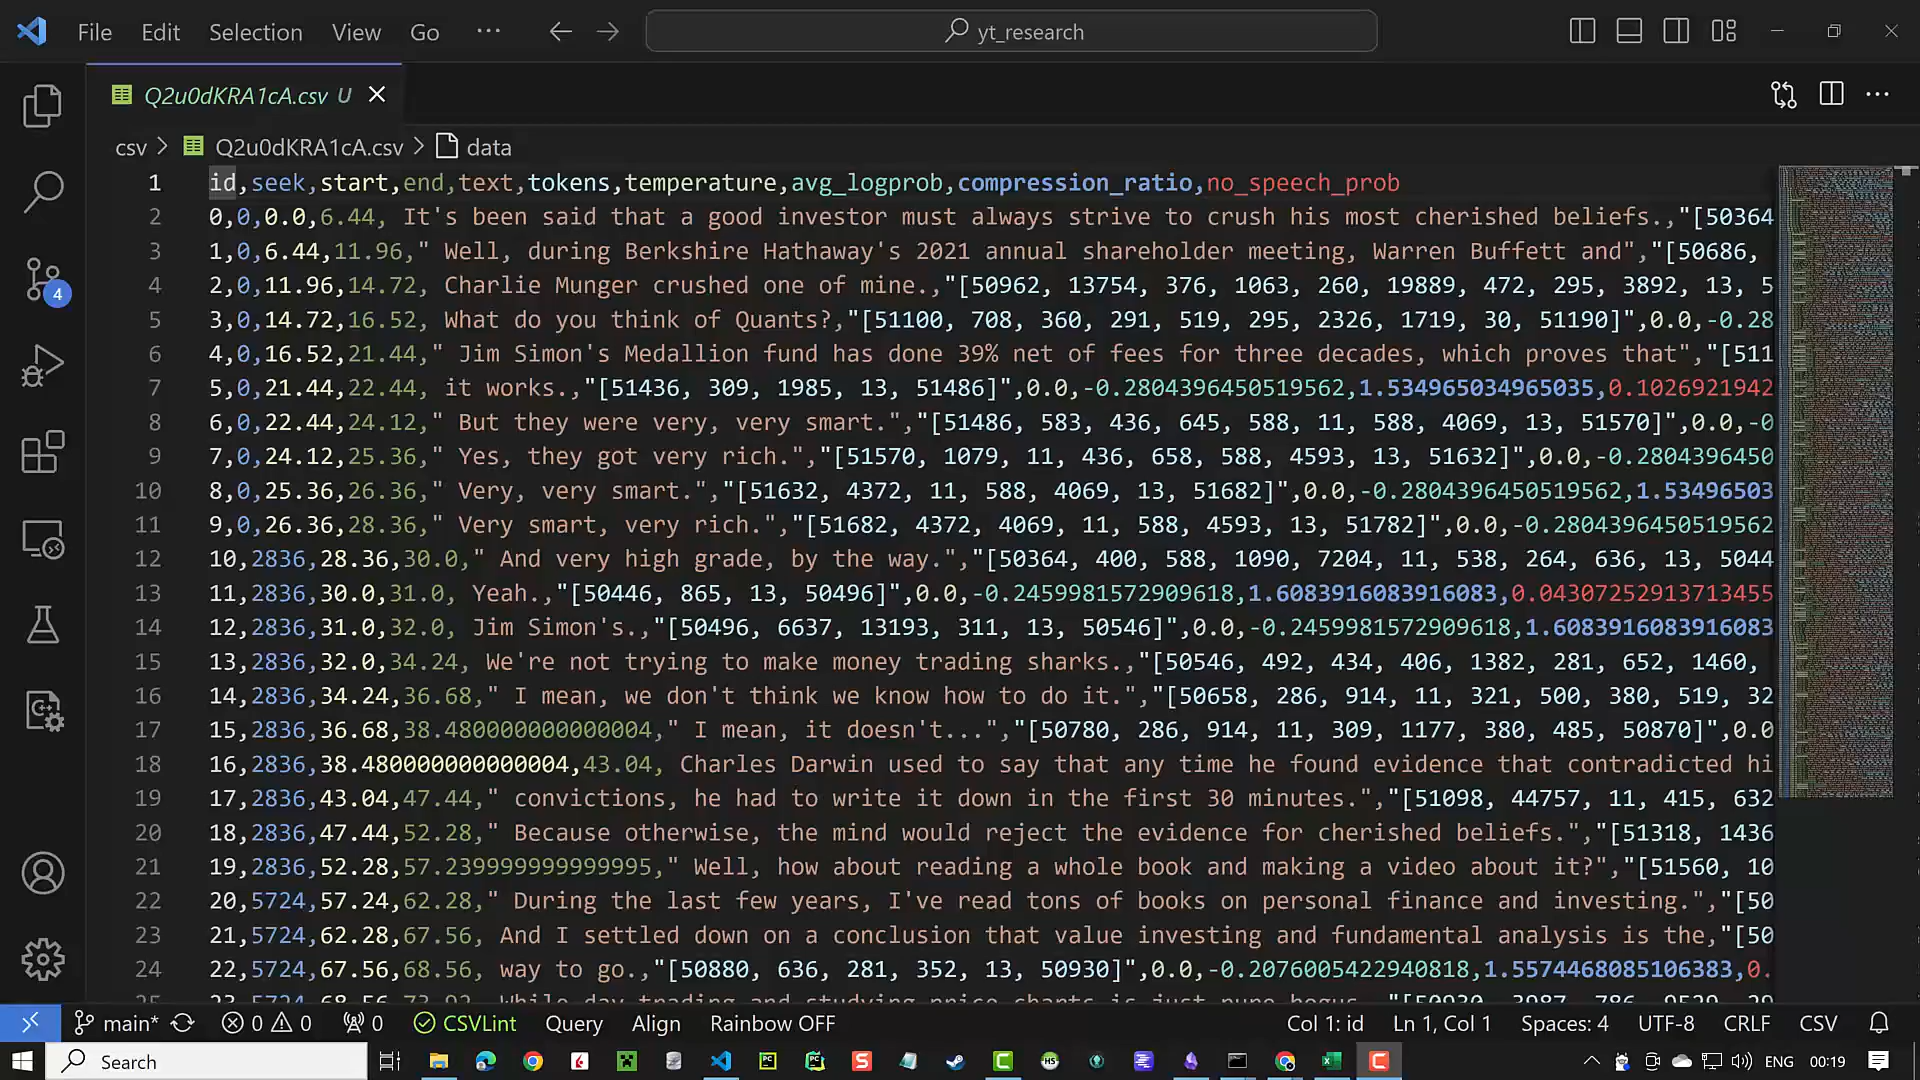 File Edit Selection View Go ··· yt_research
Q2u0dKRA1cA.csv U
csv > Q2u0dKRA1cA.csv > data
1 id,seek,start,end,text,tokens,temperature,avg_logprob,compression_ratio,no_speech_prob
2 0,0,0.0,6.44, It's been said that a good investor must always strive to crush his most cherished beliefs.,"[50364
3 1,0,6.44,11.96," Well, during Berkshire Hathaway's 2021 annual shareholder meeting, Warren Buffett and","[50686,
4 2,0,11.96,14.72, Charlie Munger crushed one of mine.,"[50962, 13754, 376, 1063, 260, 19889, 472, 295, 3892, 13, 5
5 3,0,14.72,16.52, What do you think of Quants?,"[51100, 708, 360, 291, 519, 295, 2326, 1719, 30, 51190]",0.0,-0.28
6 4,0,16.52,21.44," Jim Simon's Medallion fund has done 39% net of fees for three decades, which proves that","[511
7 5,0,21.44,22.44, it works.,"[51436, 309, 1985, 13, 51486]",0.0,-0.2804396450519562,1.534965034965035,0.1026921942
8 6,0,22.44,24.12," But they were very, very smart.","[51486, 583, 436, 645, 588, 11, 588, 4069, 13, 51570]",0.0,-0
9 7,0,24.12,25.36," Yes, they got very rich.","[51570, 1079, 11, 436, 658, 588, 4593, 13, 51632]",0.0,-0.2804396450
10 8,0,25.36,26.36," Very, very smart.","[51632, 4372, 11, 588, 4069, 13, 51682]",0.0,-0.2804396450519562,1.53496503
11 9,0,26.36,28.36," Very smart, very rich.","[51682, 4372, 4069, 11, 588, 4593, 13, 51782]",0.0,-0.2804396450519562
12 10,2836,28.36,30.0," And very high grade, by the way.","[50364, 400, 588, 1090, 7204, 11, 538, 264, 636, 13, 5044
13 11,2836,30.0,31.0, Yeah.,"[50446, 865, 13, 50496]",0.0,-0.2459981572909618,1.6083916083916083,0.04307252913713455
14 12,2836,31.0,32.0, Jim Simon's.,"[50496, 6637, 13193, 311, 13, 50546]",0.0,-0.2459981572909618,1.6083916083916083
15 13,2836,32.0,34.24, We're not trying to make money trading sharks.,"[50546, 492, 434, 406, 1382, 281, 652, 1460,
16 14,2836,34.24,36.68," I mean, we don't think we know how to do it.","[50658, 286, 914, 11, 321, 500, 380, 519, 32
17 15,2836,36.68,38.480000000000004," I mean, it doesn't...","[50780, 286, 914, 11, 309, 1177, 380, 485, 50870]",0.0
18 16,2836,38.480000000000004,43.04, Charles Darwin used to say that any time he found evidence that contradicted hi
19 17,2836,43.04,47.44," convictions, he had to write it down in the first 30 minutes.","[51098, 44757, 11, 415, 632
20 18,2836,47.44,52.28," Because otherwise, the mind would reject the evidence for cherished beliefs.","[51318, 1436
21 19,2836,52.28,57.239999999999995," Well, how about reading a whole book and making a video about it?","[51560, 10
22 20,5724,57.24,62.28," During the last few years, I've read tons of books on personal finance and investing.","[50
23 21,5724,62.28,67.56, And I settled down on a conclusion that value investing and fundamental analysis is the,"[50
24 22,5724,67.56,68.56, way to go.,"[50880, 636, 281, 352, 13, 50930]",0.0,-0.2076005422940818,1.5574468085106383,0.
25 23,5724,68.56,73.92, While day trading and studying price charts is just pure bogus.,"[50930, 3987, 786, 9529, 29
4
main* 0 0 0 CSVLint Query Align Rainbow OFF Col 1: id Ln 1, Col 1 Spaces: 4 UTF-8 CRLF CSV
Search ENG 00:19